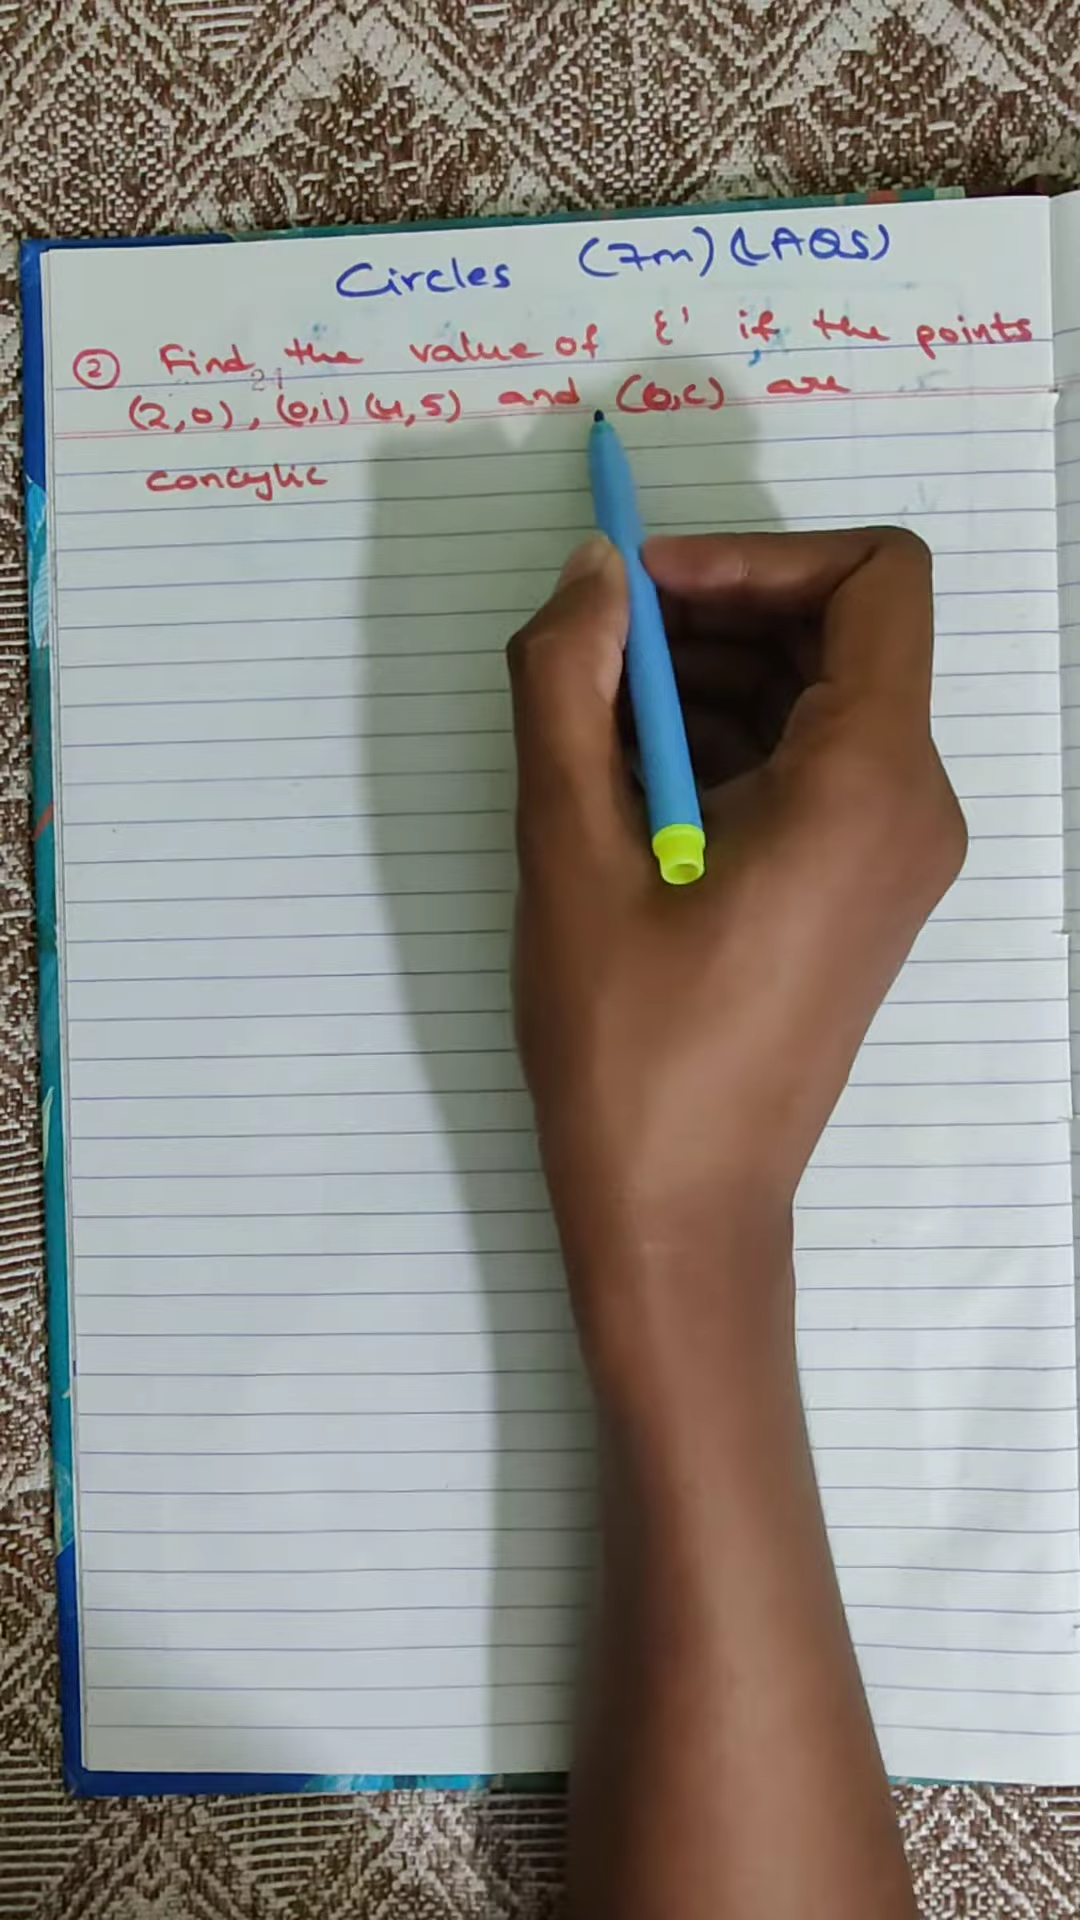 Circles (7m) (LAQS)
② Find the value of 'c' if the points
(2,0), (0,1) (4,5) and (0,c) are
concylic